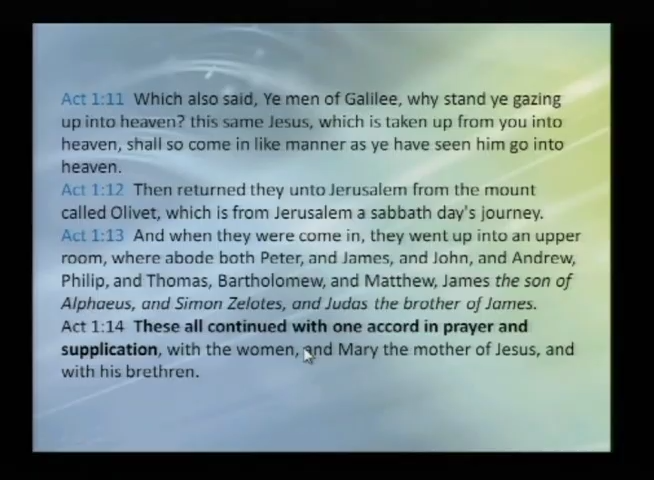 Act 1:11 Which also said, Ye men of Galilee, why stand ye gazing
up into heaven? this same Jesus, which is taken up from you into
heaven, shall so come in like manner as ye have seen him go into
heaven.
Act 1:12 Then returned they unto Jerusalem from the mount
called Olivet, which is from Jerusalem a sabbath day's journey.
Act 1:13 And when they were come in, they went up into an upper
room, where abode both Peter, and James, and John, and Andrew,
Philip, and Thomas, Bartholomew, and Matthew, James the son of
Alphaeus, and Simon Zelotes, and Judas the brother of James.
Act 1:14 These all continued with one accord in prayer and
supplication, with the women, and Mary the mother of Jesus, and
with his brethren.